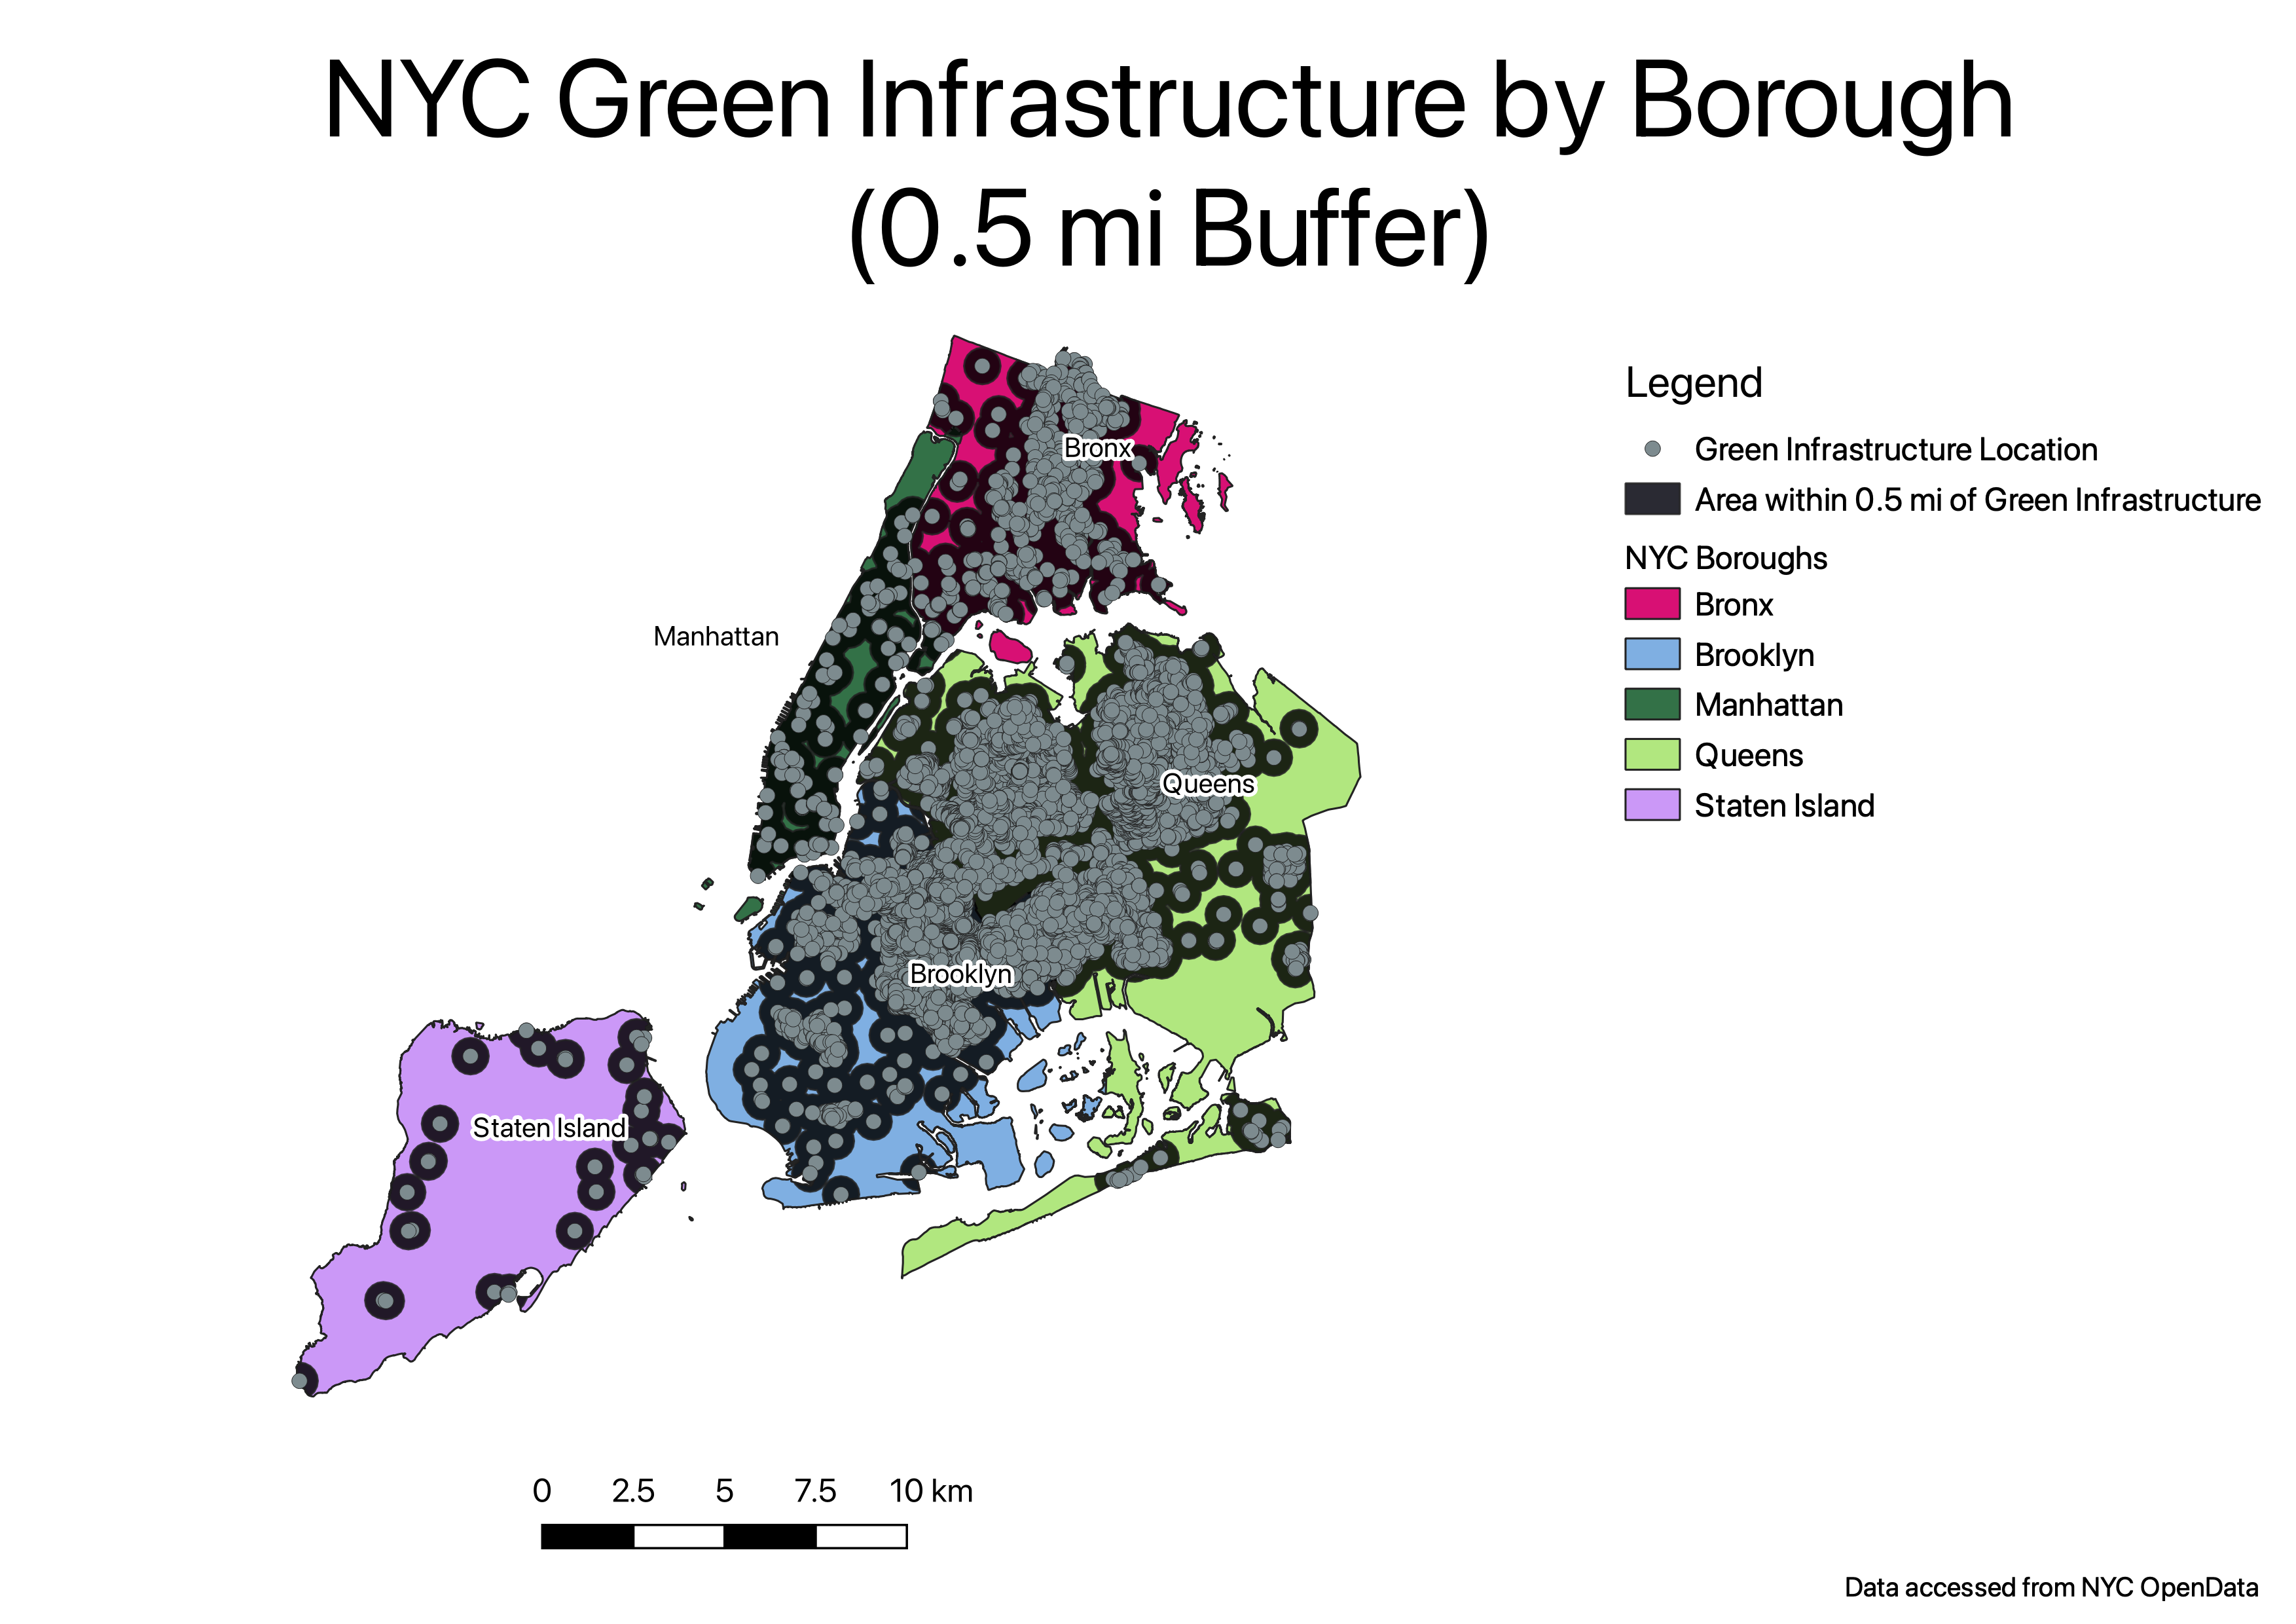 NYC Green Infrastructure by Borough
(0.5 mi Buffer)
Legend
Green Infrastructure Location
Area within 0.5 mi of Green Infrastructure
NYC Boroughs
Bronx
Brooklyn
Manhattan
Queens
Staten Island
Bronx
Manhattan
Queens
Brooklyn
Staten Island
0 2.5 5 7.5 10 km
Data accessed from NYC OpenData